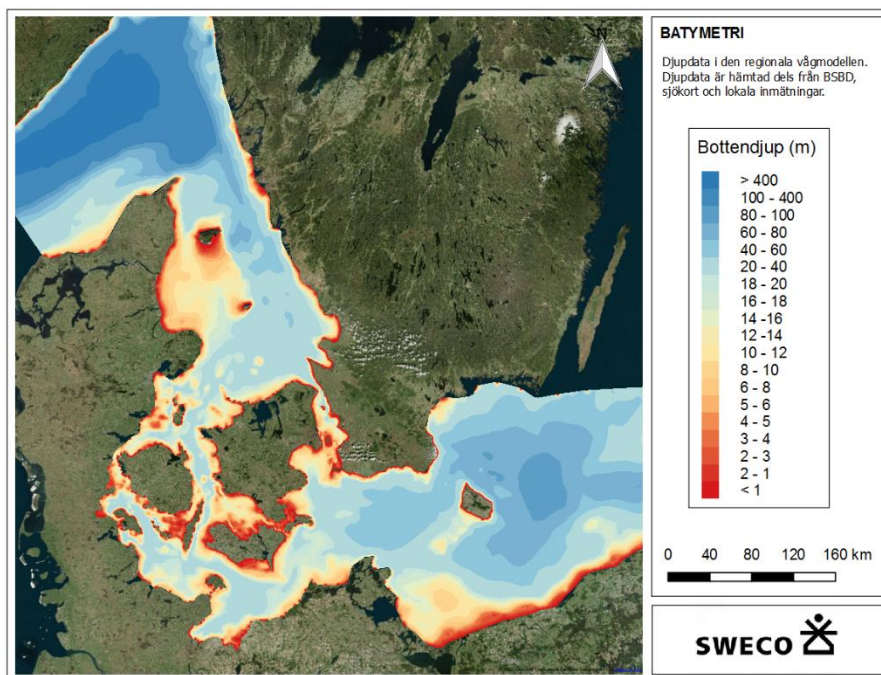 N
BATYMETRI
Djupdata i den regionala vågmodellen.
Djupdata är hämtad dels från BSBD,
sjökort och lokala inmätningar.
Bottendjup (m)
> 400
100 - 400
80 - 100
60 - 80
40 - 60
20 - 40
18 - 20
16 - 18
14 -16
12 - 14
10 - 12
8 - 10
6 - 8
5 - 6
4 - 5
3 - 4
2 - 3
2 - 1
< 1
0 40 80 120 160 km
SWECO